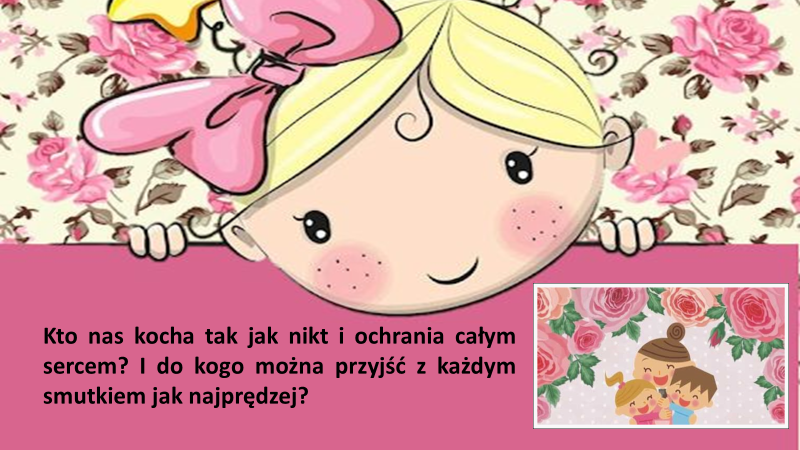 Kto nas kocha tak jak nikt i ochrania całym
sercem? I do kogo można przyjść z każdym
smutkiem jak najprędzej?